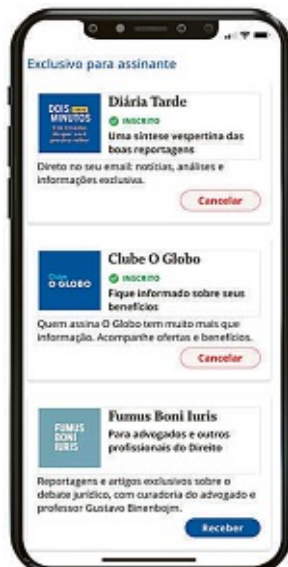 Exclusivo para assinante
DOIS
MINUTOS
Diária Tarde
INSCRITO
Uma síntese vespertina das
boas reportagens
Direto no seu email: notícias, análises e
informações exclusiva.
Cancelar
Clube
O GLOBO
Clube O Globo
INSCRITO
Fique informado sobre seus
benefícios
Quem assina O Globo tem muito mais que
informação. Acompanhe ofertas e benefícios.
Cancelar
FUMUS
BONI
IURIS
Fumus Boni Iuris
Para advogados e outros
profissionais do Direito
Reportagens e artigos exclusivos sobre o
debate jurídico, com curadoria do advogado e
professor Gustavo Binenbojm.
Receber